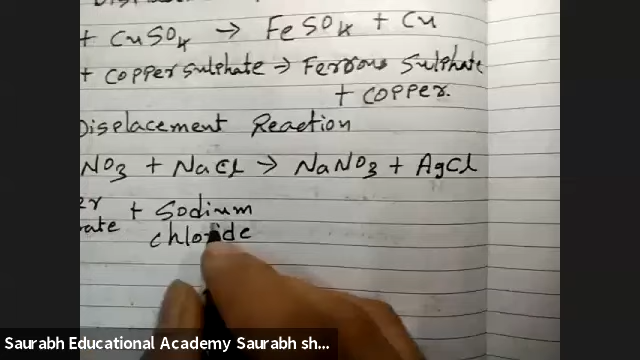 + CuSO4 → FeSO4 + Cu
+ Copper Sulphate → Ferrous Sulphate
+ Copper.
Displacement Reaction
NO3 + NaCl → NaNO3 + AgCl
er + Sodium
rate chloride
Saurabh Educational Academy Saurabh sh...